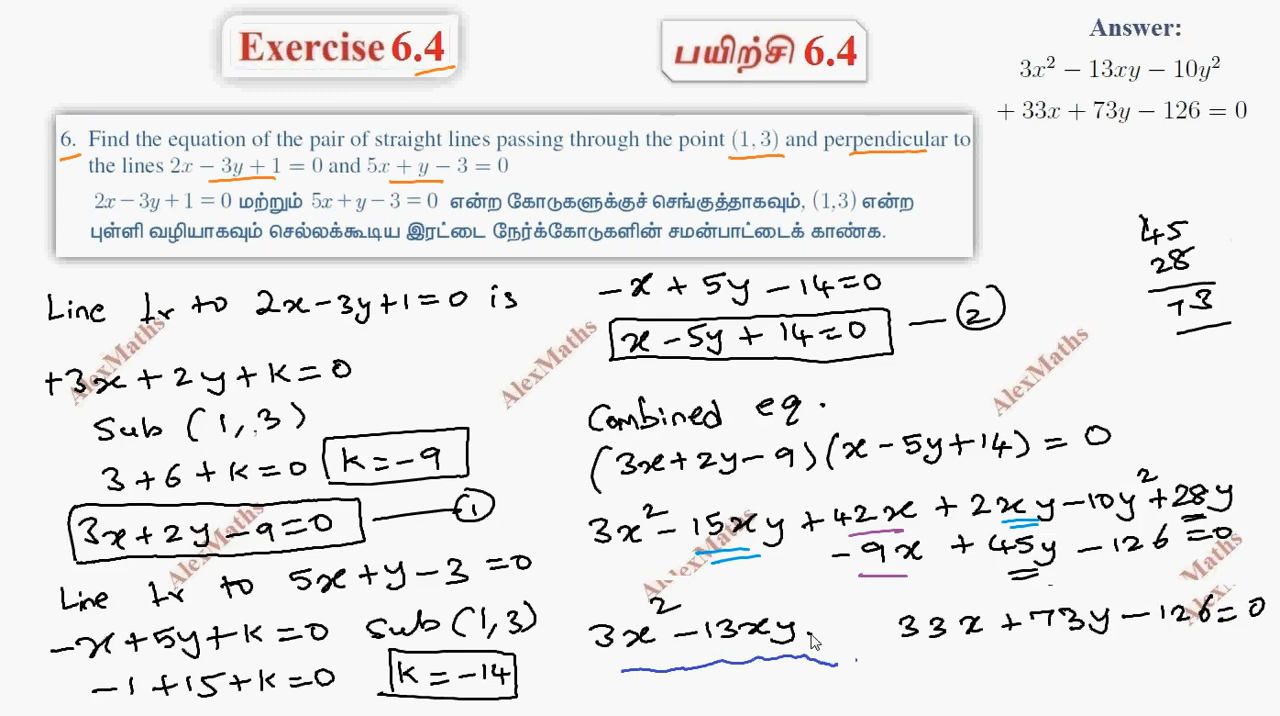 Exercise 6.4
பயிற்சி 6.4
Answer:
3x² − 13xy − 10y²
+ 33x + 73y − 126 = 0
6. Find the equation of the pair of straight lines passing through the point (1, 3) and perpendicular to
the lines 2x − 3y + 1 = 0 and 5x + y − 3 = 0
2x − 3y + 1 = 0 மற்றும் 5x + y − 3 = 0 என்ற கோடுகளுக்குச் செங்குத்தாகவும், (1,3) என்ற
புள்ளி வழியாகவும் செல்லக்கூடிய இரட்டை நேர்க்கோடுகளின் சமன்பாட்டைக் காண்க.
Line ⊥r to 2x−3y+1=0 is
+3x+2y+k=0
Sub (1,3)
3+6+k=0 k=−9
3x+2y−9=0 —— ①
Line ⊥r to 5x+y−3=0
−x+5y+k=0 Sub (1,3)
−1+15+k=0 k=−14
−x+5y−14=0
x−5y+14=0 — ②
Combined eq.
(3x+2y−9)(x−5y+14)=0
3x²−15xy+42x+2xy−10y²+28y
−9x+45y−126=0
3x²−13xy 33x+73y−126=0
45
28
73
AlexMaths
AlexMaths
AlexMaths
AlexMaths
AlexMaths
Maths